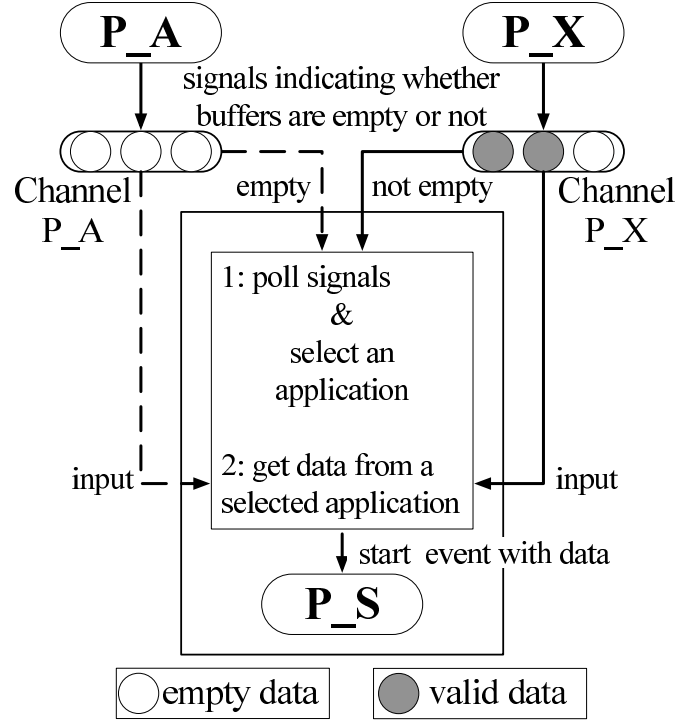 P_A
P_X
signals indicating whether
buffers are empty or not
Channel
P_A
empty
not empty
Channel
P_X
1: poll signals
&
select an
application
input
2: get data from a
selected application
input
start event with data
P_S
empty data
valid data